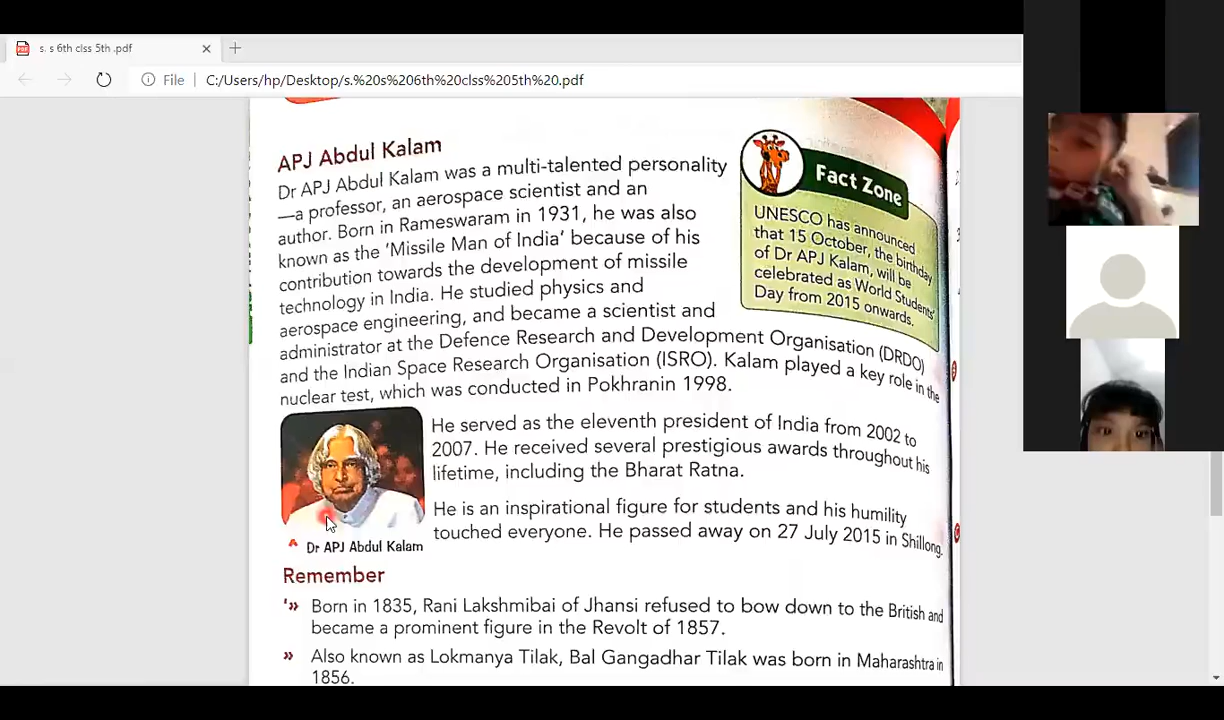 s. s 6th clss 5th .pdf
File
C:/Users/hp/Desktop/s.%20s%206th%20clss%205th%20.pdf
APJ Abdul Kalam
Dr APJ Abdul Kalam was a multi-talented personality
—a professor, an aerospace scientist and an
author. Born in Rameswaram in 1931, he was also
known as the 'Missile Man of India' because of his
contribution towards the development of missile
technology in India. He studied physics and
aerospace engineering, and became a scientist and
administrator at the Defence Research and Development Organisation (DRDO)
and the Indian Space Research Organisation (ISRO). Kalam played a key role in the
nuclear test, which was conducted in Pokhranin 1998.
Fact Zone
UNESCO has announced
that 15 October, the birthday
of Dr APJ Kalam, will be
celebrated as World Students'
Day from 2015 onwards.
He served as the eleventh president of India from 2002 to
2007. He received several prestigious awards throughout his
lifetime, including the Bharat Ratna.
He is an inspirational figure for students and his humility
touched everyone. He passed away on 27 July 2015 in Shillong.
Dr APJ Abdul Kalam
Remember
» Born in 1835, Rani Lakshmibai of Jhansi refused to bow down to the British and
became a prominent figure in the Revolt of 1857.
» Also known as Lokmanya Tilak, Bal Gangadhar Tilak was born in Maharashtra in
1856.